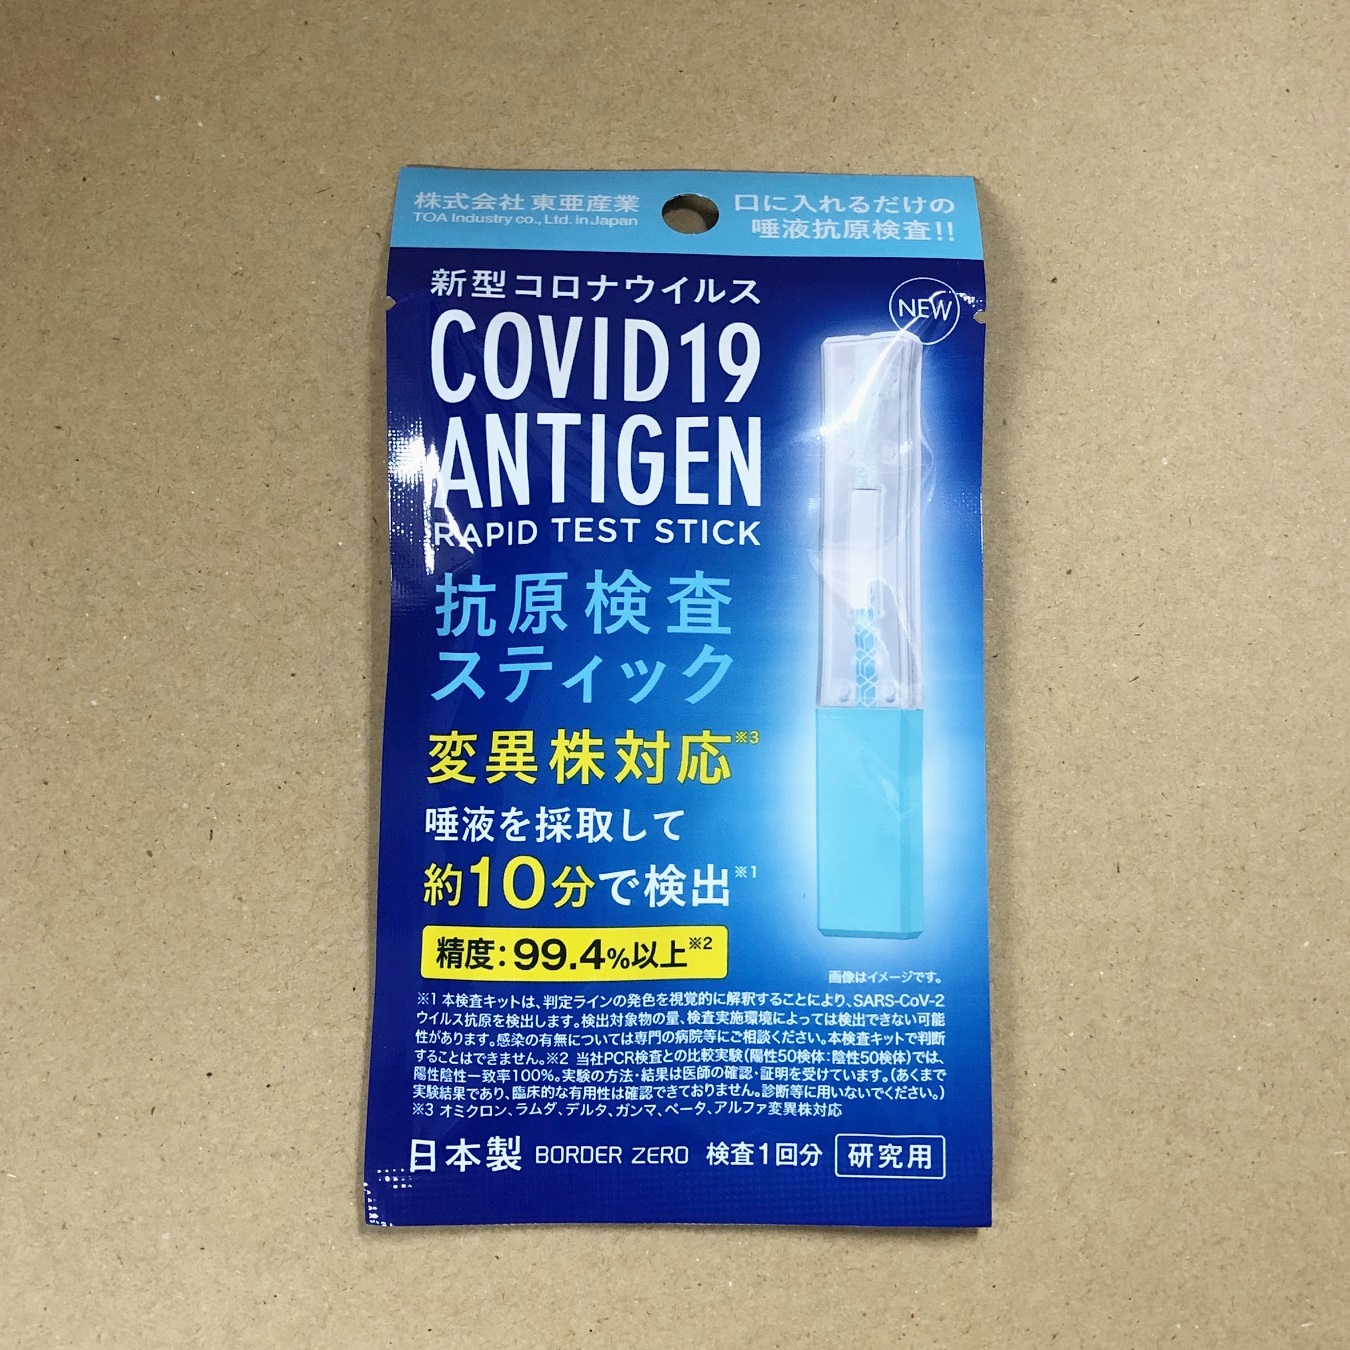 株式会社 東亜産業
TOA Industry co., Ltd. in Japan
口に入れるだけの
唾液抗原検査!!
新型コロナウイルス
NEW
COVID19
ANTIGEN
RAPID TEST STICK
抗原検査
スティック
変異株対応※3
唾液を採取して
約10分で検出※1
精度:99.4%以上※2
画像はイメージです。
※1 本検査キットは、判定ラインの発色を視覚的に解釈することにより、SARS-CoV-2
ウイルス抗原を検出します。検出対象物の量、検査実施環境によっては検出できない可能
性があります。感染の有無については専門の病院等にご相談ください。本検査キットで判断
することはできません。※2 当社PCR検査との比較実験(陽性50検体:陰性50検体)では、
陽性陰性一致率100%。実験の方法・結果は医師の確認・証明を受けています。(あくまで
実験結果であり、臨床的な有用性は確認できておりません。診断等に用いないでください。)
※3 オミクロン、ラムダ、デルタ、ガンマ、ベータ、アルファ変異株対応
日本製 BORDER ZERO 検査1回分 研究用